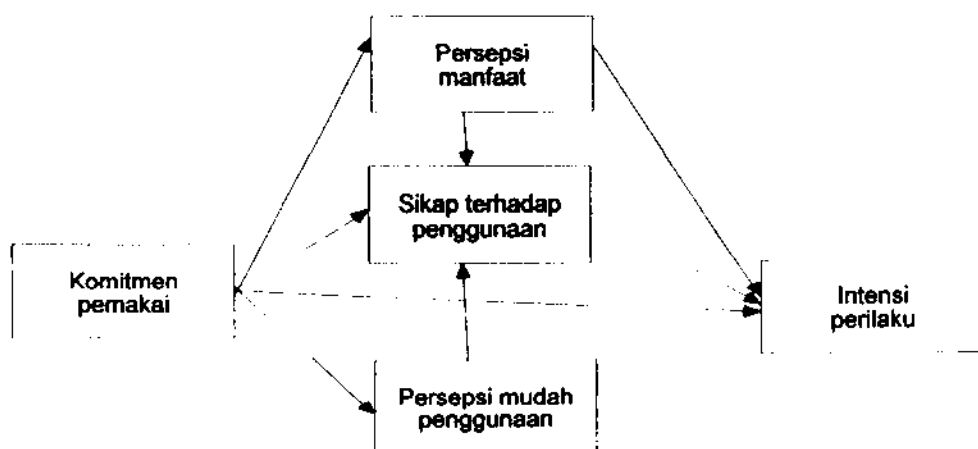 Persepsi
manfaat
Sikap terhadap
penggunaan
Komitmen
pemakai
Intensi
perilaku
Persepsi mudah
penggunaan